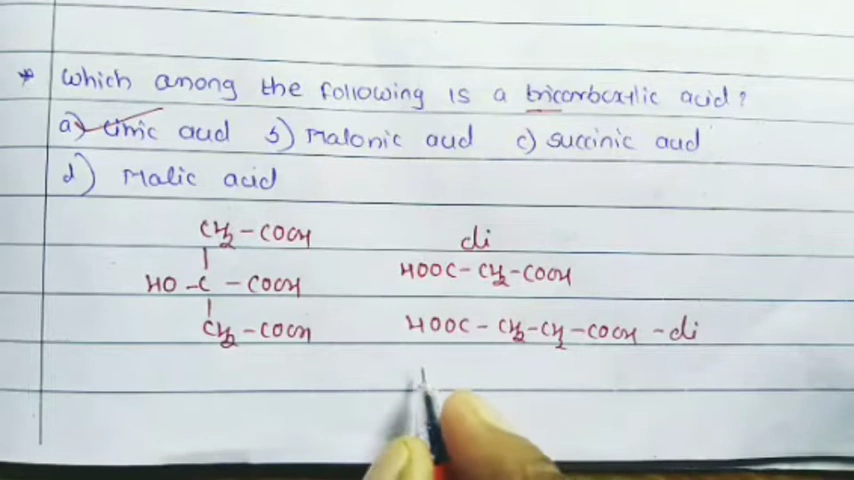 * Which among the following is a tricarboxylic acid?
a) Citric acid b) Malonic acid c) Succinic acid
d) Malic acid
CH2 - COOH di
HO - C - COOH HOOC - CH2 - COOH
CH2 - COOH HOOC - CH2 - CH2 - COOH - di